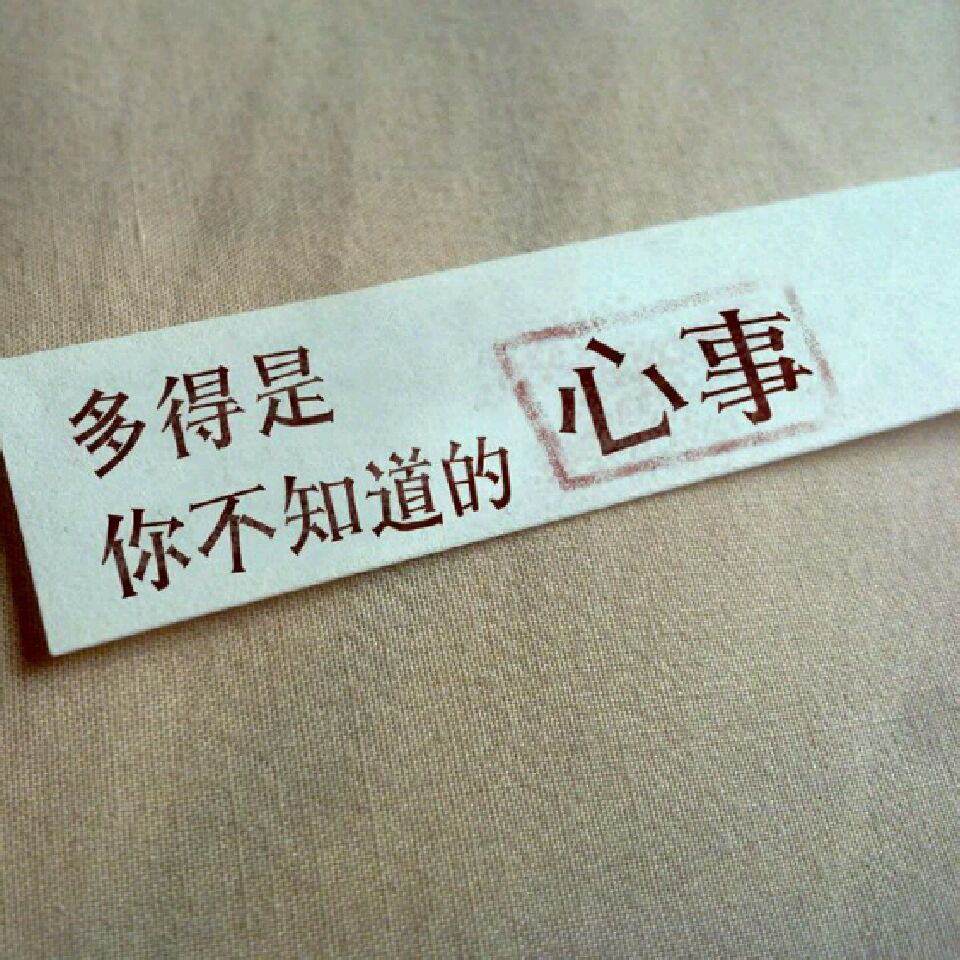 多得是
你不知道的
心事